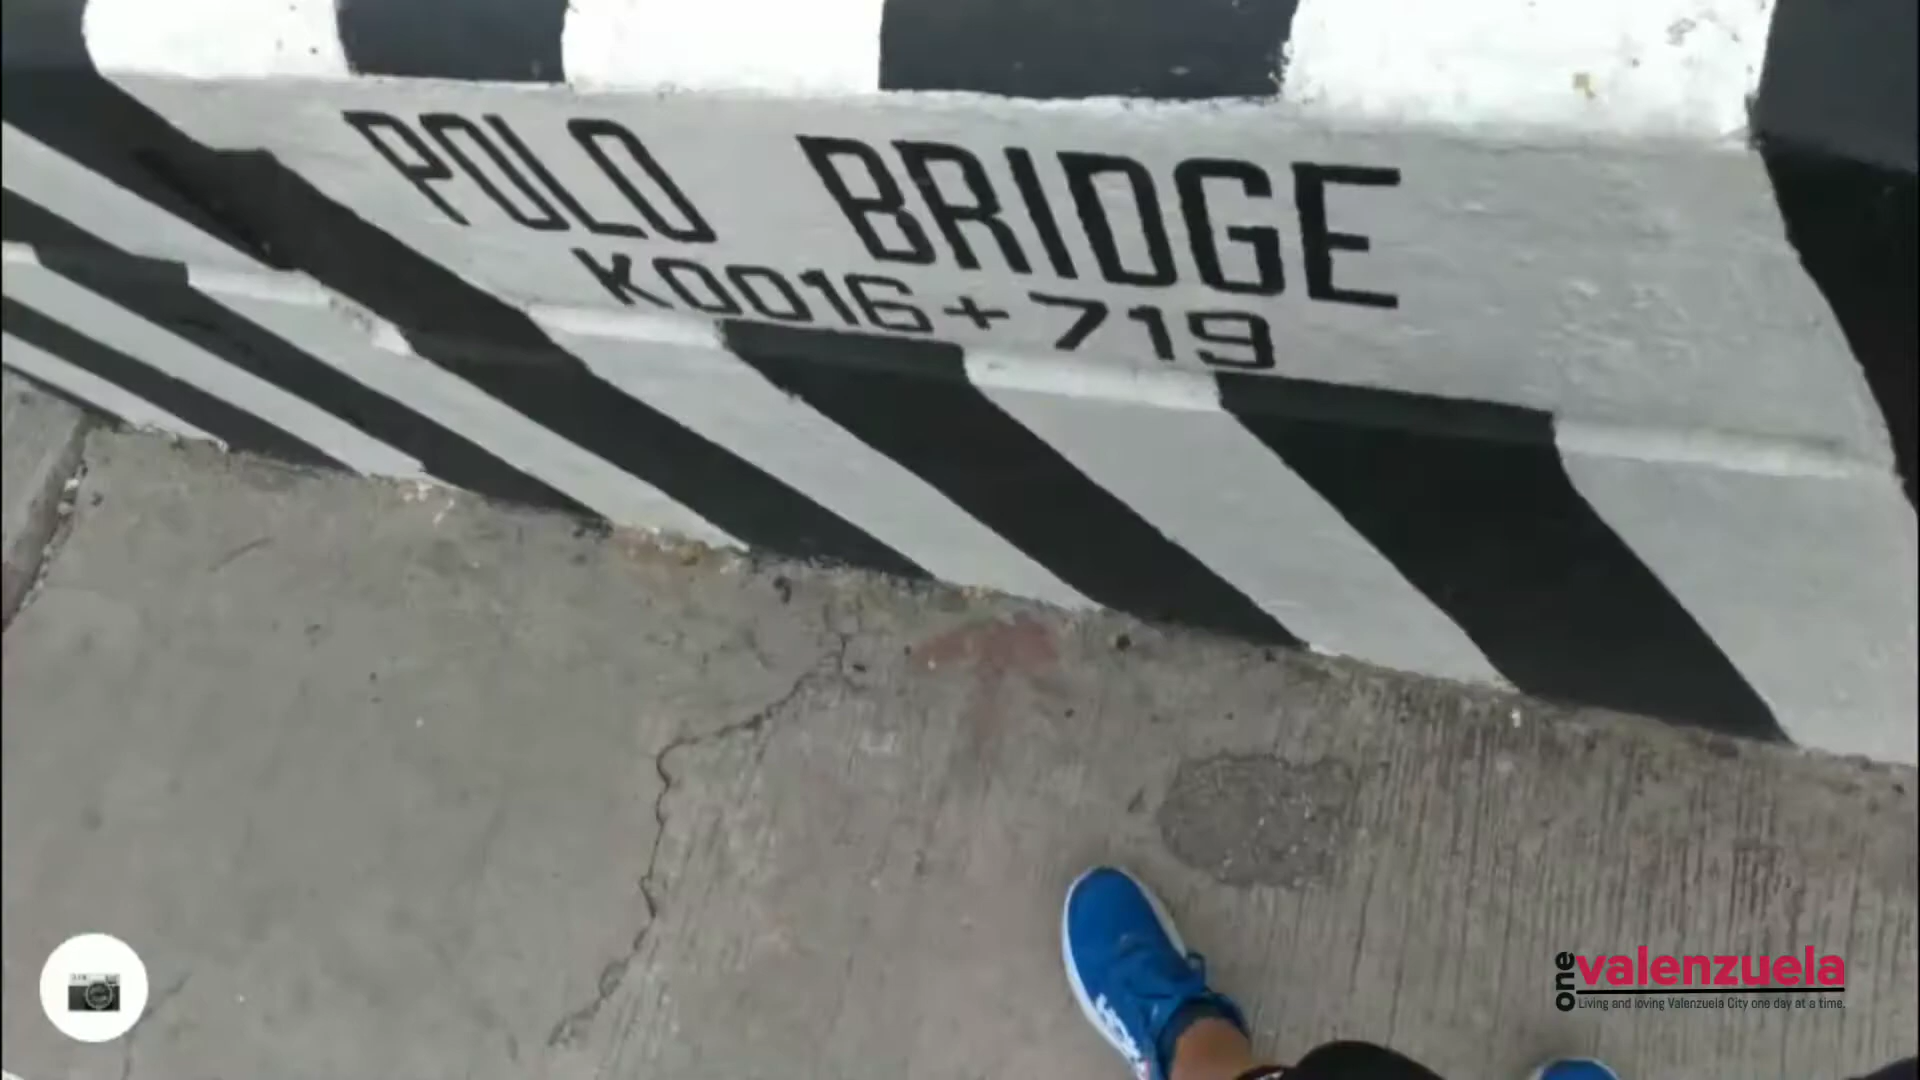 POLO BRIDGE
K0016+719
one valenzuela
Living and loving Valenzuela City one day at a time.